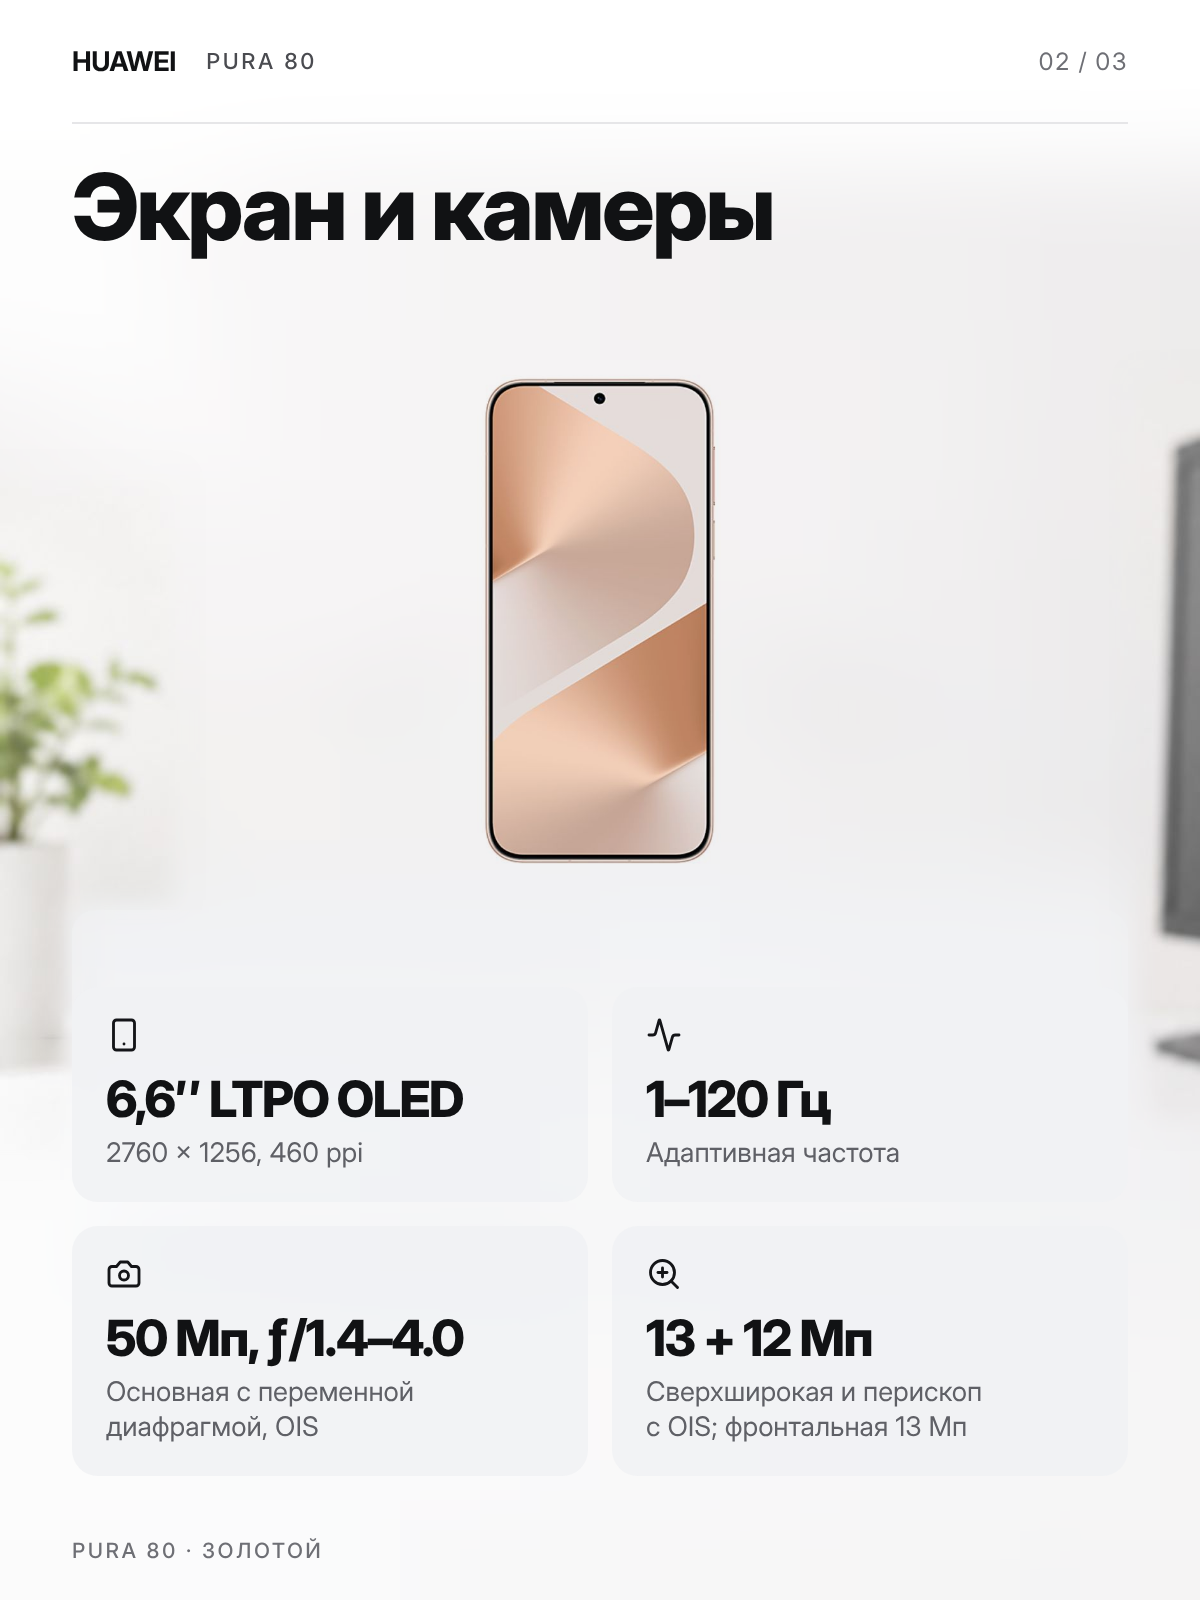 HUAWEI PURA 80 02 / 03
Экран и камеры
6,6″ LTPO OLED
2760 × 1256, 460 ppi
1–120 Гц
Адаптивная частота
50 Мп, ƒ/1.4–4.0
Основная с переменной
диафрагмой, OIS
13 + 12 Мп
Сверхширокая и перископ
с OIS; фронтальная 13 Мп
PURA 80 · ЗОЛОТОЙ